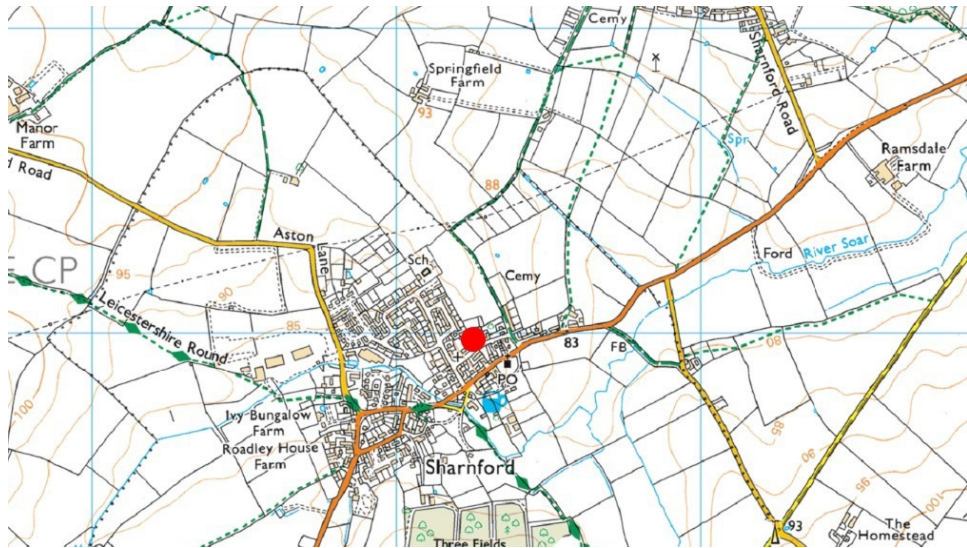 Cemy
Sharnford Road
Springfield
Farm
93
Manor
Farm
d Road
Spr
Ramsdale
Farm
88
Aston
Lane
Ford
River Soar
CP
95
90
Sch
Cemy
Leicestershire Round
85
83
FB
80
PO
Ivy Bungalow
Farm
Roadley House
Farm
100
Sharnford
85
90
95
100
93
The
Homestead
Three Fields